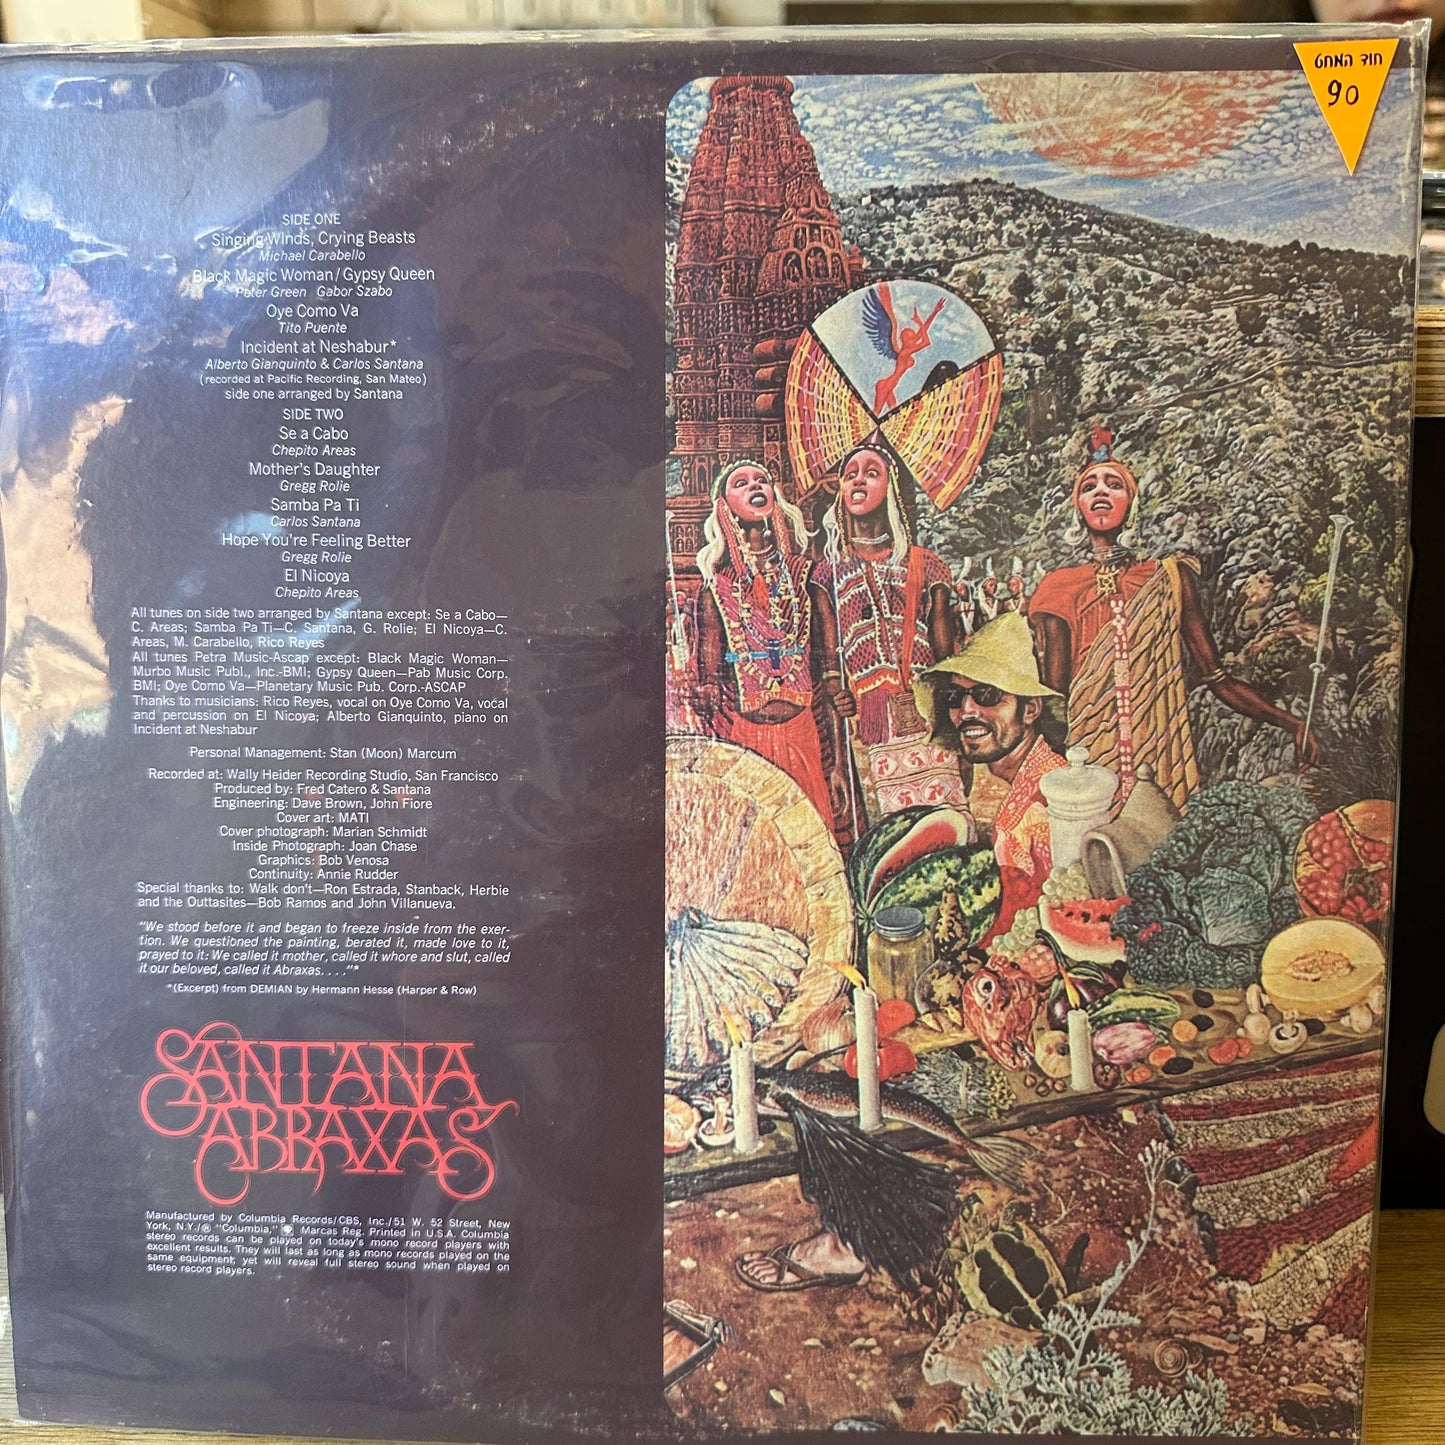 חוד המחט
90
SIDE ONE
Singing Winds, Crying Beasts
Michael Carabello
Black Magic Woman/Gypsy Queen
Peter Green Gabor Szabo
Oye Como Va
Tito Puente
Incident at Neshabur*
Alberto Gianquinto & Carlos Santana
(recorded at Pacific Recording, San Mateo)
side one arranged by Santana
SIDE TWO
Se a Cabo
Chepito Areas
Mother's Daughter
Gregg Rolie
Samba Pa Ti
Carlos Santana
Hope You're Feeling Better
Gregg Rolie
El Nicoya
Chepito Areas
All tunes on side two arranged by Santana except: Se a Cabo—
C. Areas; Samba Pa Ti—C. Santana, G. Rolie; El Nicoya—C.
Areas, M. Carabello, Rico Reyes
All tunes Petra Music-Ascap except: Black Magic Woman—
Murbo Music Publ., Inc.-BMI; Gypsy Queen—Pab Music Corp.
BMI; Oye Como Va—Planetary Music Pub. Corp.-ASCAP
Thanks to musicians: Rico Reyes, vocal on Oye Como Va, vocal
and percussion on El Nicoya; Alberto Gianquinto, piano on
Incident at Neshabur
Personal Management: Stan (Moon) Marcum
Recorded at: Wally Heider Recording Studio, San Francisco
Produced by: Fred Catero & Santana
Engineering: Dave Brown, John Fiore
Cover art: MATI
Cover photograph: Marian Schmidt
Inside Photograph: Joan Chase
Graphics: Bob Venosa
Continuity: Annie Rudder
Special thanks to: Walk don't—Ron Estrada, Stanback, Herbie
and the Outtasites—Bob Ramos and John Villanueva.
"We stood before it and began to freeze inside from the exer-
tion. We questioned the painting, berated it, made love to it,
prayed to it: We called it mother, called it whore and slut, called
it our beloved, called it Abraxas. . . ."*
*(Excerpt) from DEMIAN by Hermann Hesse (Harper & Row)
SANTANA
ABRAXAS
Manufactured by Columbia Records/CBS, Inc./51 W. 52 Street, New
York, N.Y./® "Columbia," Marcas Reg. Printed in U.S.A. Columbia
stereo records can be played on today's mono record players with
excellent results. They will last as long as mono records played on the
same equipment, yet will reveal full stereo sound when played on
stereo record players.